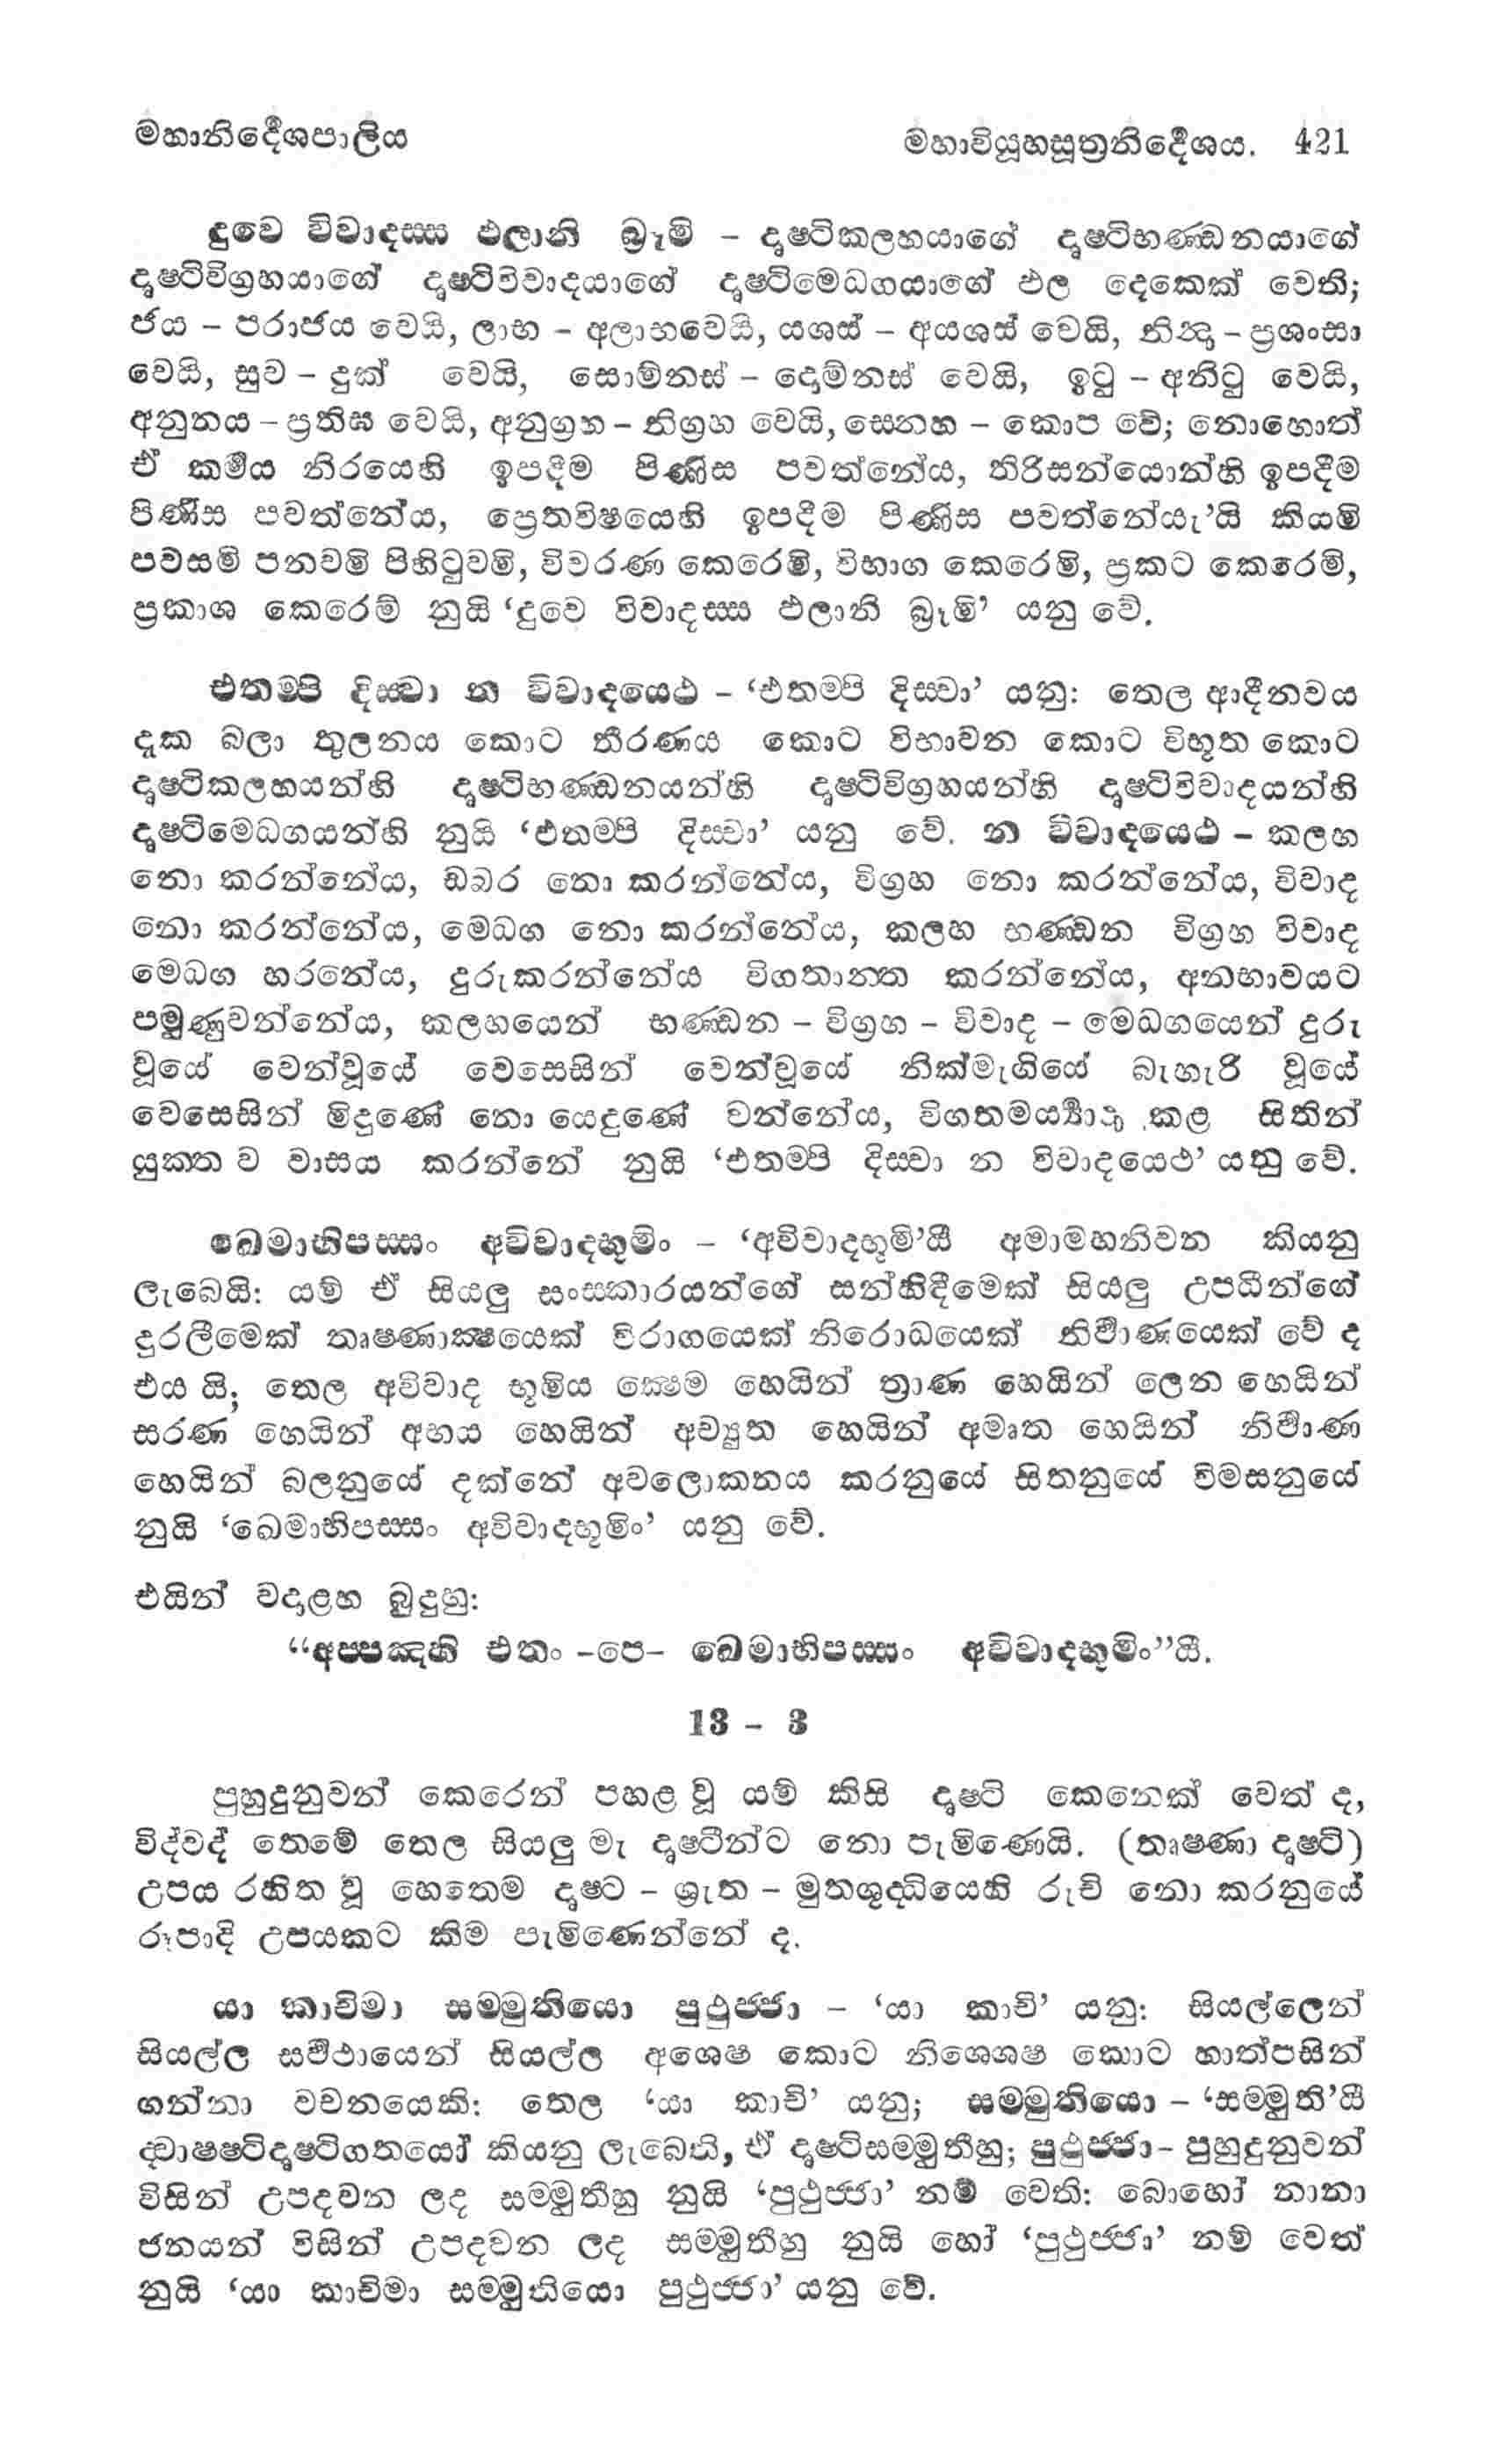 මහානිර්‍දෙශපාලිය	මහාවියූහසූත්‍රනිර්‍දෙශය. 421
දුවෙ විවාදස්ස ඵලානි බ්‍රෑමි – දෘෂ්ටිකලහයාගේ දෘෂ්ටිභණ්ඩනයාගේ
දෘෂ්ටිවිග්‍රහයාගේ දෘෂ්ටිවිවාදයාගේ දෘෂ්ටිමෙධගයාගේ ඵල දෙකෙක් වෙති;
ජය – පරාජය වෙයි, ලාභ – අලාභවෙයි, යශස් – අයශස් වෙයි, නින්‍දා – ප්‍රශංසා
වෙයි, සුව – දුක් වෙයි, සොම්නස් – දොම්නස් වෙයි, ඉටු – අනිටු වෙයි,
අනුනය – ප්‍රතිඝ වෙයි, අනුග්‍රහ – නිග්‍රහ වෙයි, සෙනහ – කොප වේ; නොහොත්
ඒ කර්‍මය නිරයෙහි ඉපදීම පිණිස පවත්නේය, තිරිසන්යොන්හි ඉපදීම
පිණිස පවත්නේය, ප්‍රෙතවිෂයෙහි ඉපදීම පිණිස පවත්නේයැ’යි කියමි
පවසමි පනවමි පිහිටුවමි, විවරණ කෙරෙමි, විභාග කෙරෙමි, ප්‍රකට කෙරෙමි,
ප්‍රකාශ කෙරෙම් නුයි ‘දුවෙ විවාදස්ස ඵලානි බ්‍රෑමි’ යනු වේ.
එතම්පි දිස්වා න විවාදයෙථ – ‘එතම්පි දිස්වා’ යනු: තෙල ආදීනවය
දැක බලා තුලනය කොට තීරණය කොට විභාවන කොට විභූත කොට
දෘෂ්ටිකලහයන්හි දෘෂ්ටිභණ්ඩනයන්හි දෘෂ්ටිවිග්‍රහයන්හි දෘෂ්ටිවිවාදයන්හි
දෘෂ්ටිමෙධගයන්හි නුයි ‘එතම්පි දිස්වා’ යනු වේ. න විවාදයෙථ – කලහ
නො කරන්නේය, ඩබර නො කරන්නේය, විග්‍රහ නො කරන්නේය, විවාද
නො කරන්නේය, මෙධග නො කරන්නේය, කලහ භණ්ඩන විග්‍රහ විවාද
මෙධග හරනේය, දුරුකරන්නේය විගතාන්ත කරන්නේය, අනභාවයට
පමුණුවන්නේය, කලහයෙන් භණ්ඩන – විග්‍රහ – විවාද – මෙධගයෙන් දුරු
වූයේ වෙන්වූයේ වෙසෙසින් වෙන්වූයේ නික්මැගියේ බැහැරි වූයේ
වෙසෙසින් මිදුණේ නො යෙදුණේ වන්නේය, විගතමර්‍ය්‍යාදා කළ සිතින්
යුක්ත ව වාසය කරන්නේ නුයි ‘එතම්පි දිස්වා න විවාදයෙථ’ යනු වේ.
ඛෙමාභිපස්සං අවිවාදභූමිං – ‘අවිවාදභූමි’යී අමාමහනිවන කියනු
ලැබෙයි: යම් ඒ සියලු සංස්කාරයන්ගේ සන්හිඳීමෙක් සියලු උපධීන්ගේ
දුරලීමෙක් තෘෂ්ණාක්ෂයෙක් විරාගයෙක් නිරොධයෙක් නිර්‍වාණයෙක් වේ ද
එය යි; තෙල අවිවාද භූමිය ක්ෂෙම හෙයින් ත්‍රාණ හෙයින් ලෙන හෙයින්
සරණ හෙයින් අභය හෙයින් අච්‍යුත හෙයින් අමෘත හෙයින් නිර්‍වාණ
හෙයින් බලනුයේ දක්නේ අවලොකනය කරනුයේ සිතනුයේ විමසනුයේ
නුයි ‘ඛෙමාභිපස්සං අවිවාදභූමිං’ යනු වේ.
එයින් වදාළහ බුදුහු:
“අප්පඤ්හි එතං –පෙ– ඛෙමාභිපස්සං අවිවාදභූමිං”යී.
13 – 3
පුහුදුනුවන් කෙරෙන් පහළ වූ යම් කිසි දෘෂ්ටි කෙනෙක් වෙත් ද,
විද්වද් තෙමේ තෙල සියලු මැ දෘෂ්ටීන්ට නො පැමිණෙයි. (තෘෂ්ණා දෘෂ්ටි)
උපය රහිත වූ හෙතෙම දෘෂ්ට – ශ්‍රැත – මුතශුද්ධියෙහි රුචි නො කරනුයේ
රූපාදි උපයකට කිම පැමිණෙන්නේ ද.
යා කාචිමා සම්මුතියො පුථුජ්ජා – ‘යා කාචි’ යනු: සියල්ලෙන්
සියල්ල සර්‍වථායෙන් සියල්ල අශෙෂ කොට නිශෙශෂ කොට හාත්පසින්
ගන්නා වචනයෙකි: තෙල ‘යා කාචි’ යනු; සම්මුතියො – ‘සම්මුති’යී
ද්වාෂෂ්ටිදෘෂ්ටිගතයෝ කියනු ලැබෙති, ඒ දෘෂ්ටිසම්මුතීහු; පුථුජ්ජා – පුහුදුනුවන්
විසින් උපදවන ලද සම්මුතීහු නුයි ‘පුථුජ්ජා’ නම් වෙති: බොහෝ නානා
ජනයන් විසින් උපදවන ලද සම්මුතීහු නුයි හෝ ‘පුථුජ්ජා’ නම් වෙත්
නුයි ‘යා කාචිමා සම්මුතියො පුථුජ්ජා’ යනු වේ.